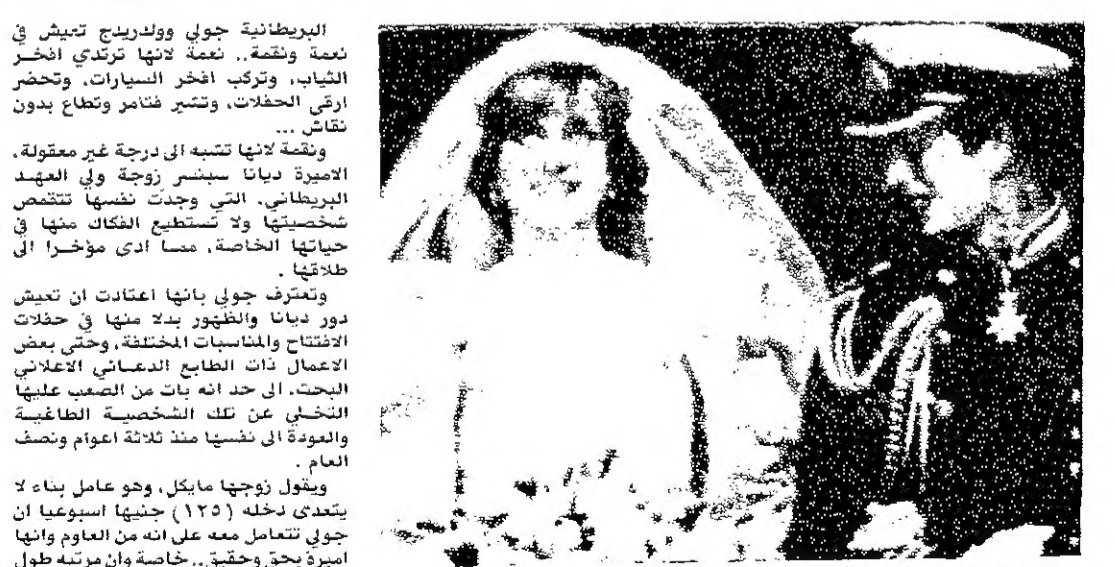 البريطانية جولي وولدريدج تعيش في
نعمة ونقمة.. نعمة لانها ترتدي افخر
الثياب، وتركب افخر السيارات، وتحضر
ارقى الحفلات، وتشير فتامر وتطاع بدون
نقاش ...
ونقمة لانها تشبه الى درجة غير معقولة،
الاميرة ديانا سبنسر زوجة ولي العهد
البريطاني. التي وجدت نفسها تتقمص
شخصيتها ولا تستطيع الفكاك منها في
حياتها الخاصة، مما ادى مؤخرا الى
طلاقها .
وتعترف جولي بانها اعتادت ان تعيش
دور ديانا والظهور بدلا منها في حفلات
الافتتاح والمناسبات المختلفة، وحتى بعض
الاعمال ذات الطابع الدعائي الاعلاني
البحت. الى حد انه بات من الصعب عليها
التخلي عن تلك الشخصية الطاغية
والعودة الى نفسها منذ ثلاثة اعوام ونصف
العام .
ويقول زوجها مايكل، وهو عامل بناء لا
يتعدى دخله (١٢٥) جنيها اسبوعيا ان
جولي تتعامل معه على انه من العاوم وانها
اميرة بحق وحقيق.. خاصة وان مرتبه طول